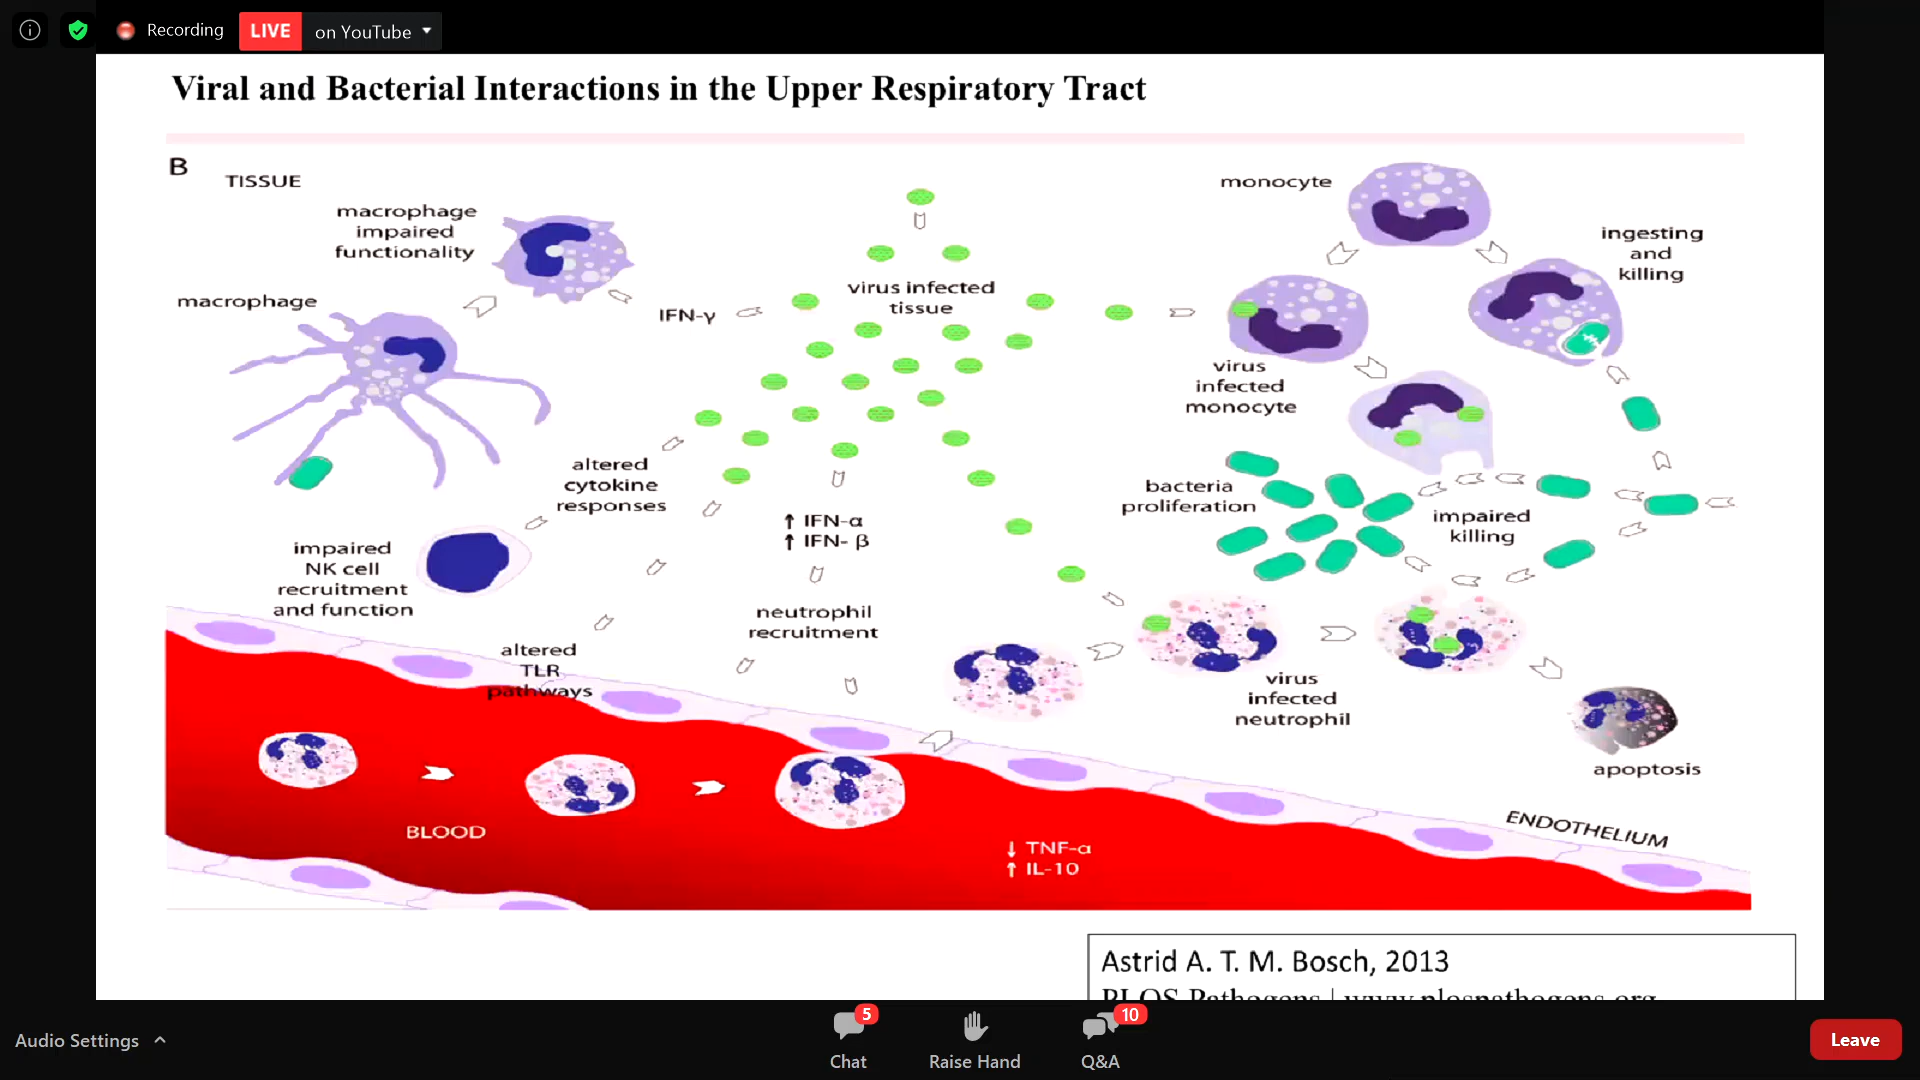 Recording
LIVE
on YouTube
Viral and Bacterial Interactions in the Upper Respiratory Tract
B
TISSUE
macrophage
impaired
functionality
macrophage
IFN-γ
virus infected
tissue
monocyte
ingesting
and
killing
virus
infected
monocyte
altered
cytokine
responses
bacteria
proliferation
impaired
killing
↑ IFN-α
↑ IFN- β
impaired
NK cell
recruitment
and function
neutrophil
recruitment
altered
TLR
pathways
virus
infected
neutrophil
apoptosis
BLOOD
↓ TNF-α
↑ IL-10
ENDOTHELIUM
Astrid A. T. M. Bosch, 2013
PLOS Pathogens | www.plospathogens.org
Audio Settings
5
Chat
Raise Hand
10
Q&A
Leave